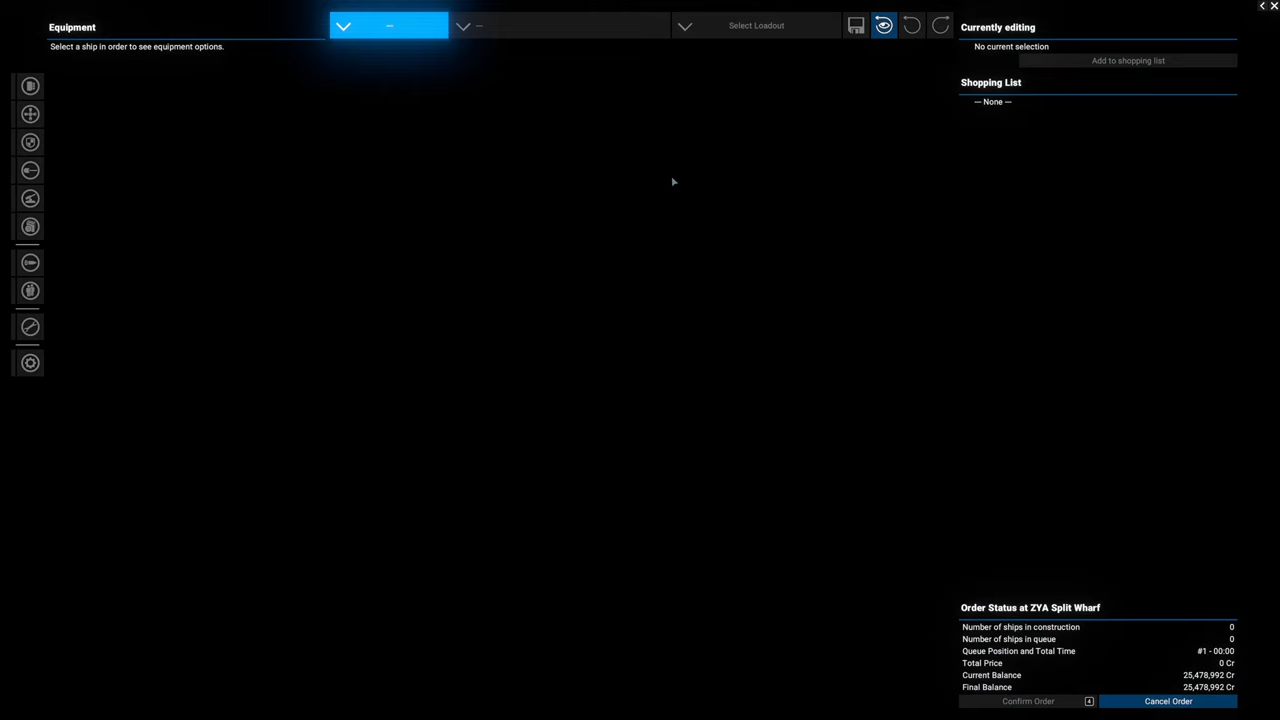 Equipment
Select a ship in order to see equipment options.
—
—
Select Loadout
Currently editing
No current selection
Add to shopping list
Shopping List
— None —
Order Status at ZYA Split Wharf
Number of ships in construction 0
Number of ships in queue 0
Queue Position and Total Time #1 - 00:00
Total Price 0 Cr
Current Balance 25,478,992 Cr
Final Balance 25,478,992 Cr
Confirm Order
Cancel Order